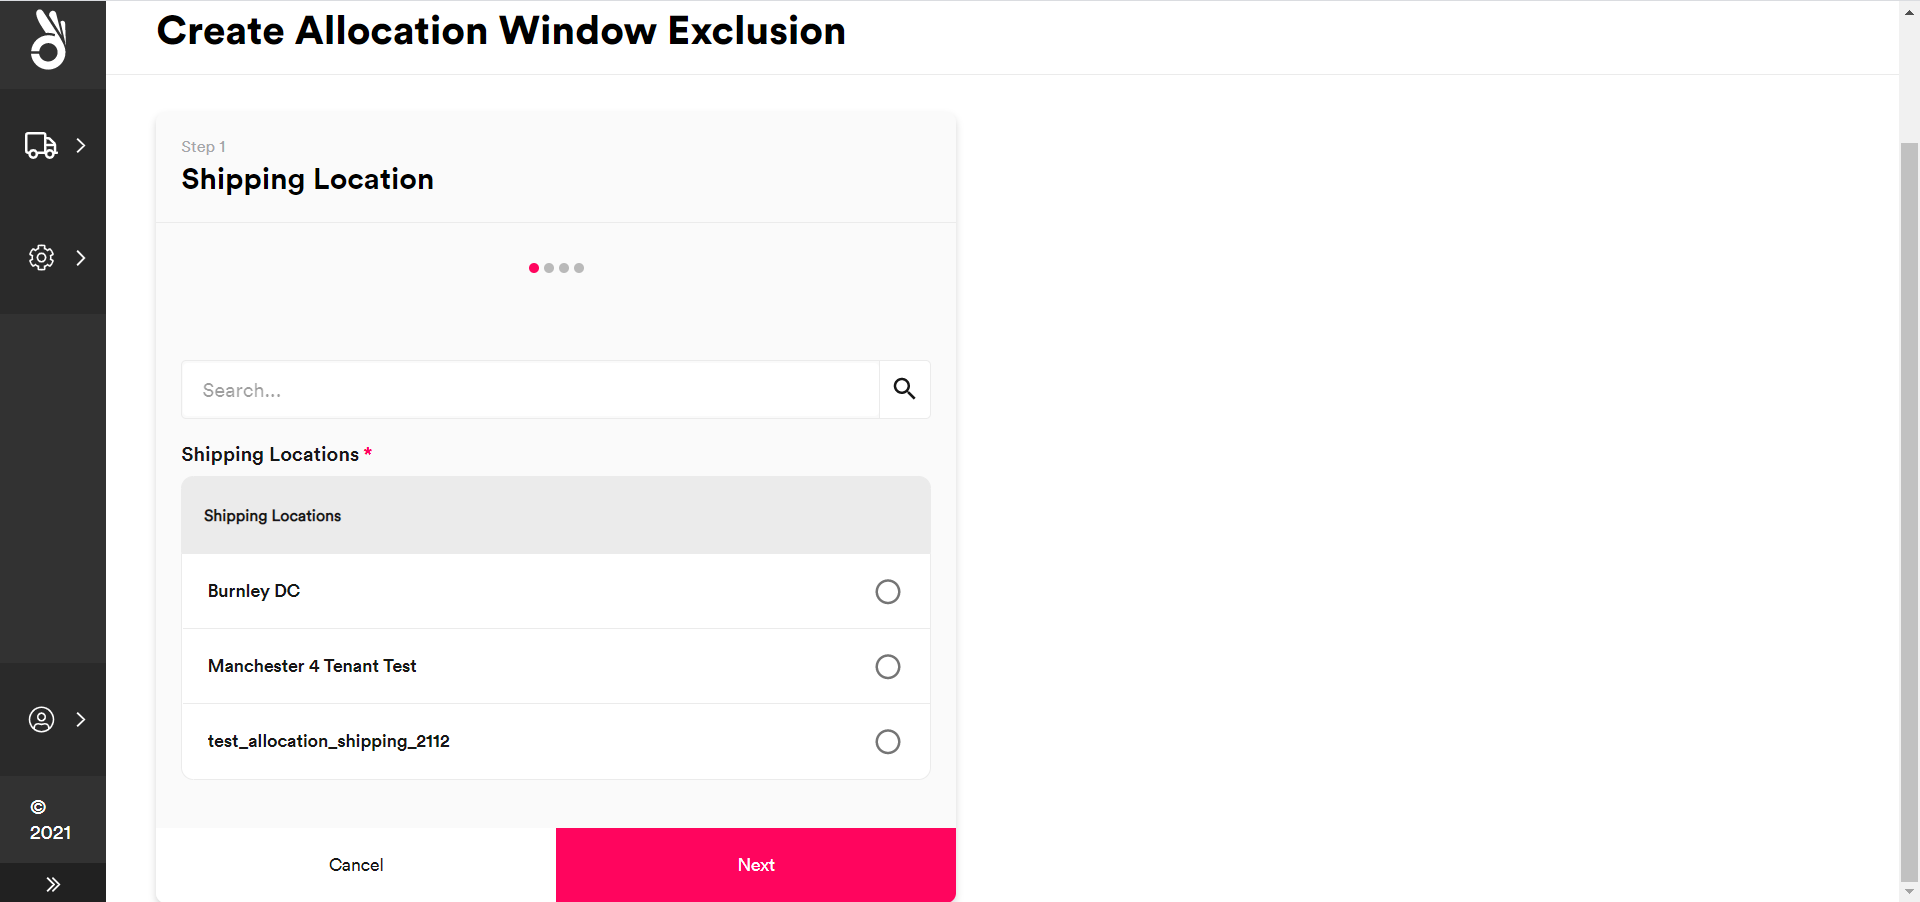 Create Allocation Window Exclusion
Step 1
Shipping Location
Search...
Shipping Locations *
Shipping Locations
Burnley DC
Manchester 4 Tenant Test
test_allocation_shipping_2112
Cancel
Next
©
2021